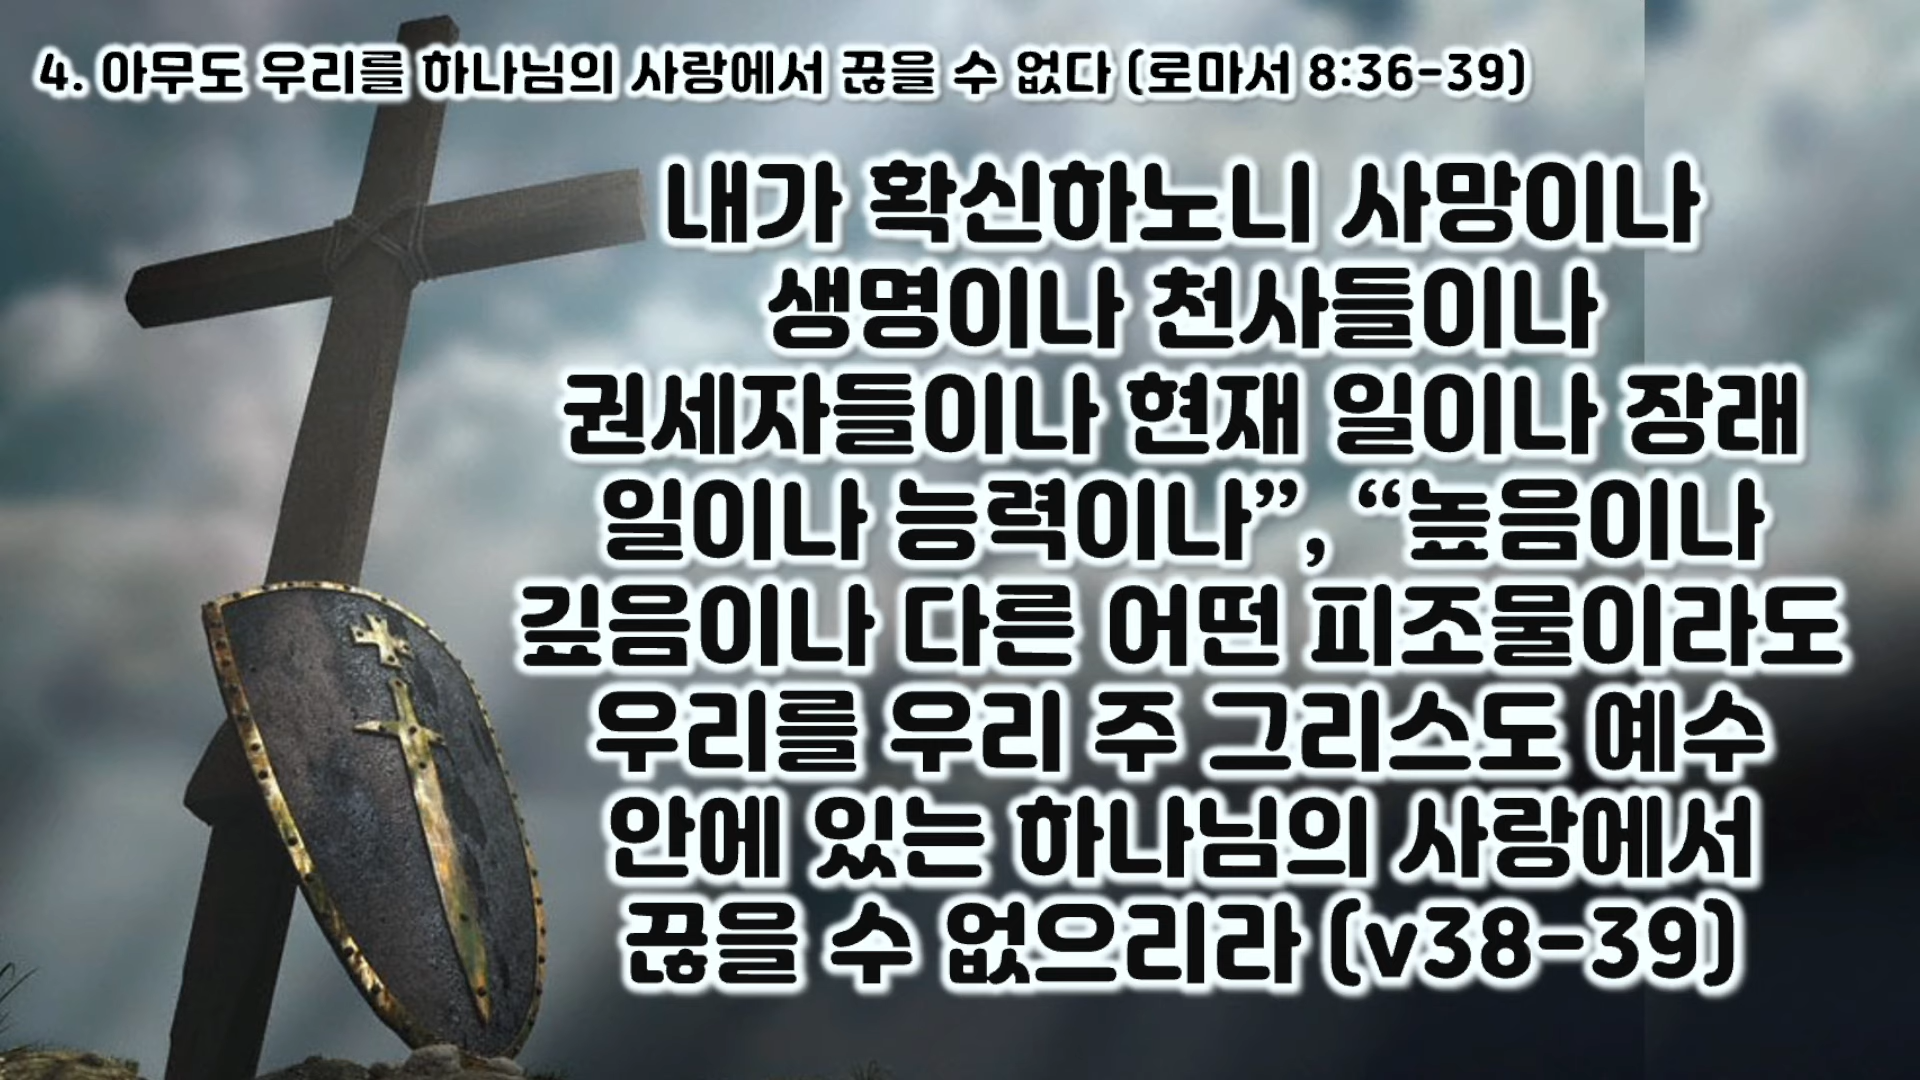 4. 아무도 우리를 하나님의 사랑에서 끊을 수 없다 (로마서 8:36-39)
내가 확신하노니 사망이나
생명이나 천사들이나
권세자들이나 현재 일이나 장래
일이나 능력이나”, “높음이나
깊음이나 다른 어떤 피조물이라도
우리를 우리 주 그리스도 예수
안에 있는 하나님의 사랑에서
끊을 수 없으리라 (v38-39)